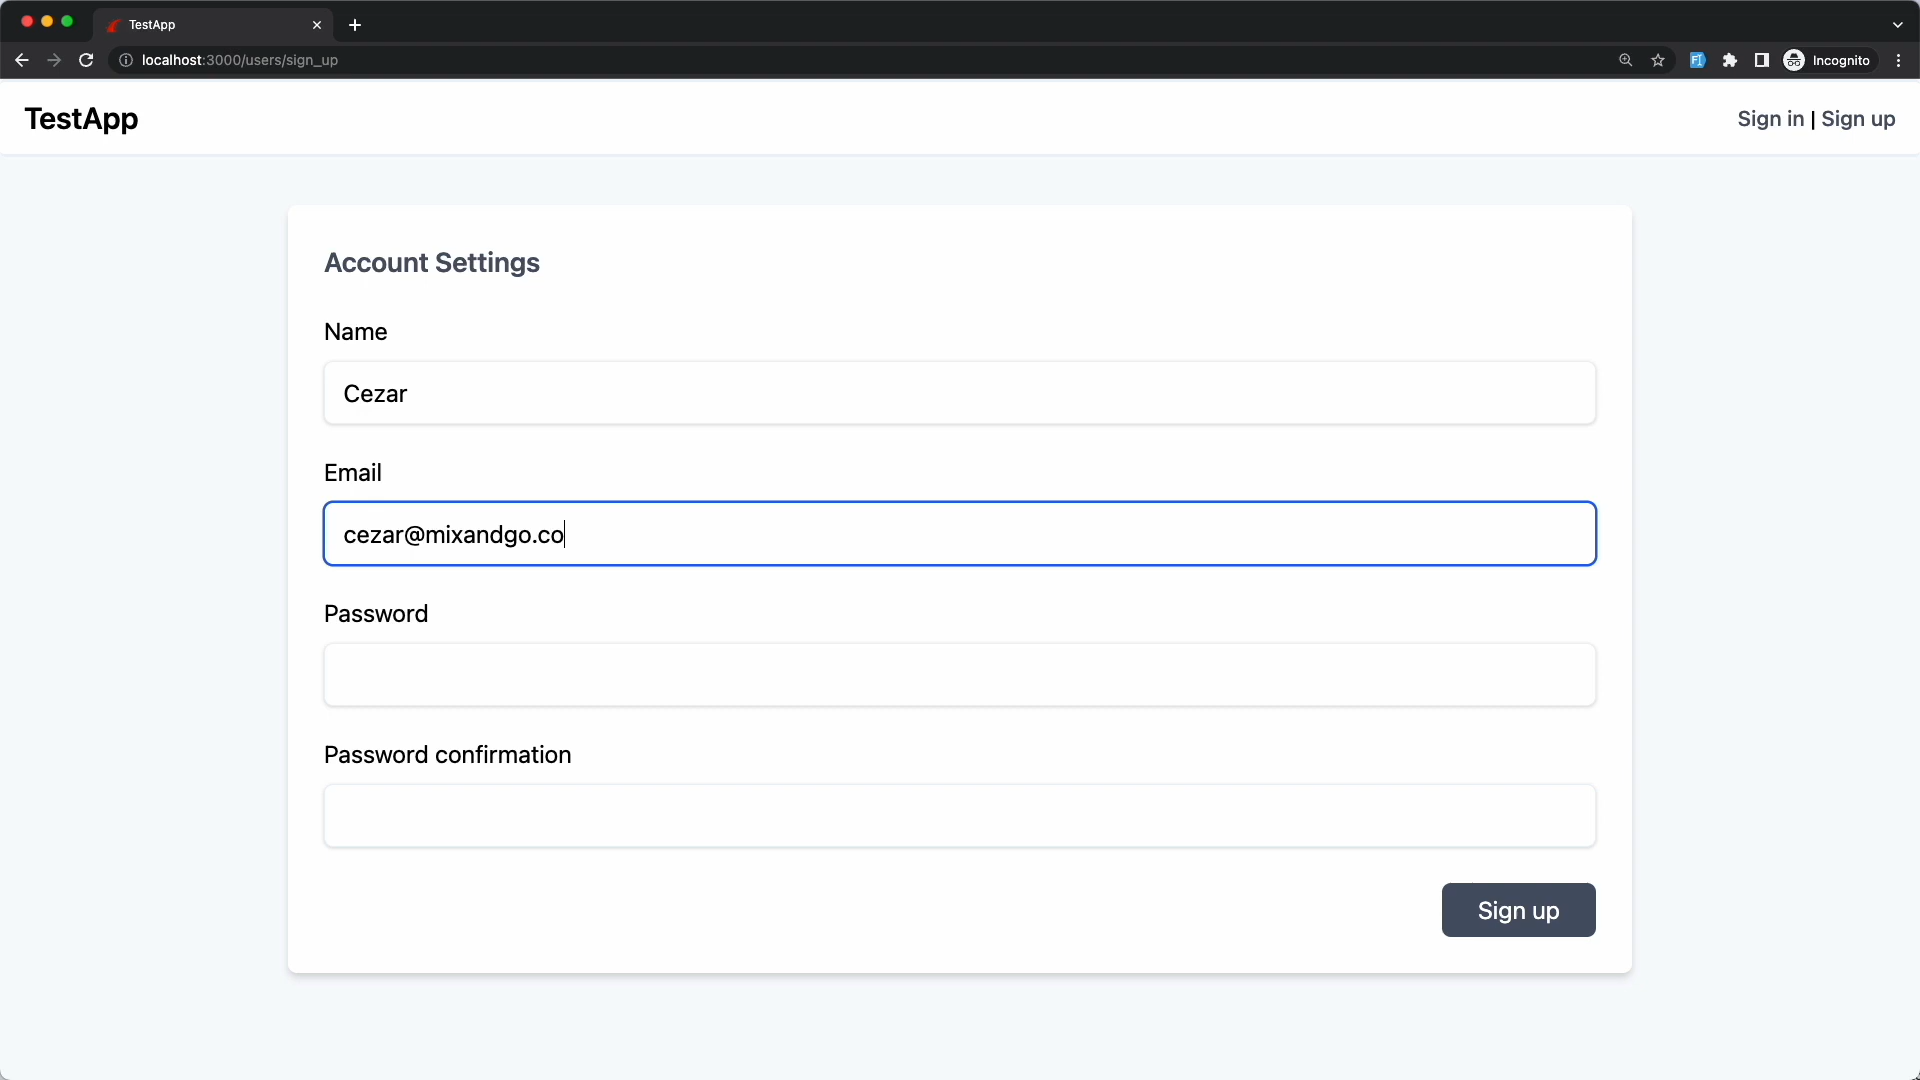 TestApp
localhost:3000/users/sign_up
Incognito
TestApp
Sign in | Sign up
Account Settings
Name
Cezar
Email
cezar@mixandgo.co
Password
Password confirmation
Sign up